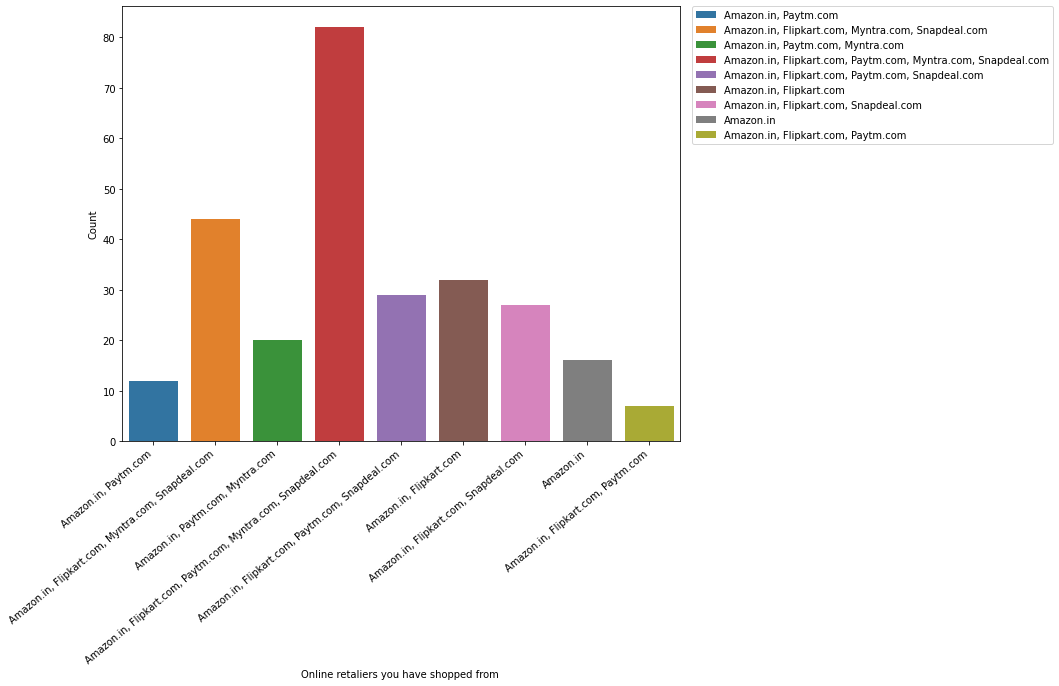 80
70
60
50
40
30
20
10
0
Count
Amazon.in, Paytm.com
Amazon.in, Flipkart.com, Myntra.com, Snapdeal.com
Amazon.in, Paytm.com, Myntra.com
Amazon.in, Flipkart.com, Paytm.com, Myntra.com, Snapdeal.com
Amazon.in, Flipkart.com, Paytm.com, Snapdeal.com
Amazon.in, Flipkart.com
Amazon.in, Flipkart.com, Snapdeal.com
Amazon.in
Amazon.in, Flipkart.com, Paytm.com
Online retaliers you have shopped from
Amazon.in, Paytm.com
Amazon.in, Flipkart.com, Myntra.com, Snapdeal.com
Amazon.in, Paytm.com, Myntra.com
Amazon.in, Flipkart.com, Paytm.com, Myntra.com, Snapdeal.com
Amazon.in, Flipkart.com, Paytm.com, Snapdeal.com
Amazon.in, Flipkart.com
Amazon.in, Flipkart.com, Snapdeal.com
Amazon.in
Amazon.in, Flipkart.com, Paytm.com